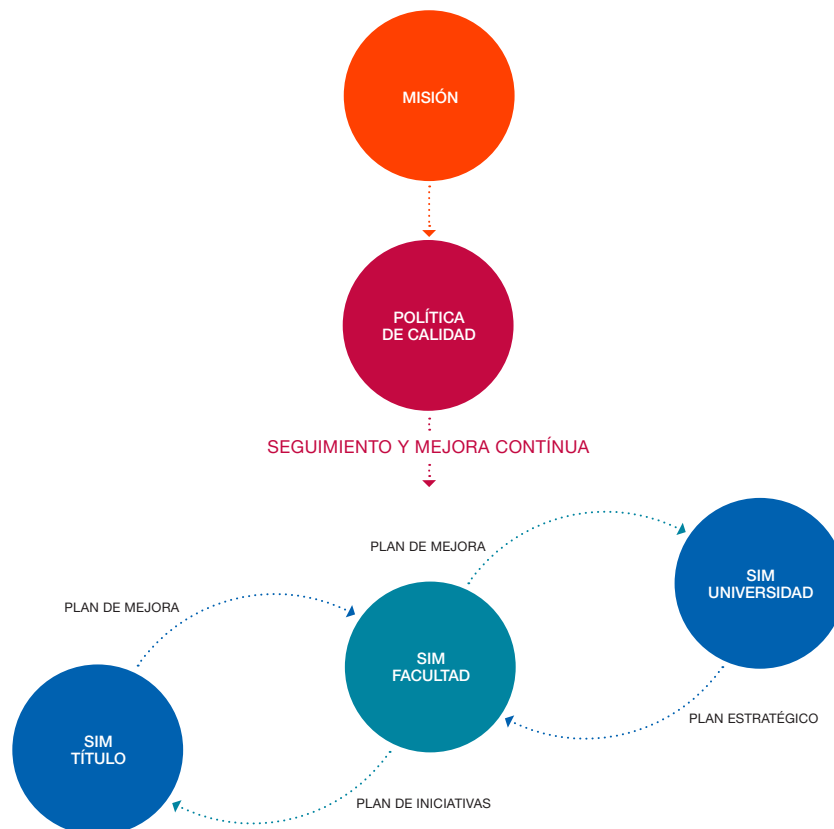 MISIÓN
POLÍTICA
DE CALIDAD
SEGUIMIENTO Y MEJORA CONTÍNUA
PLAN DE MEJORA
SIM
UNIVERSIDAD
PLAN DE MEJORA
SIM
FACULTAD
PLAN ESTRATÉGICO
SIM
TÍTULO
PLAN DE INICIATIVAS